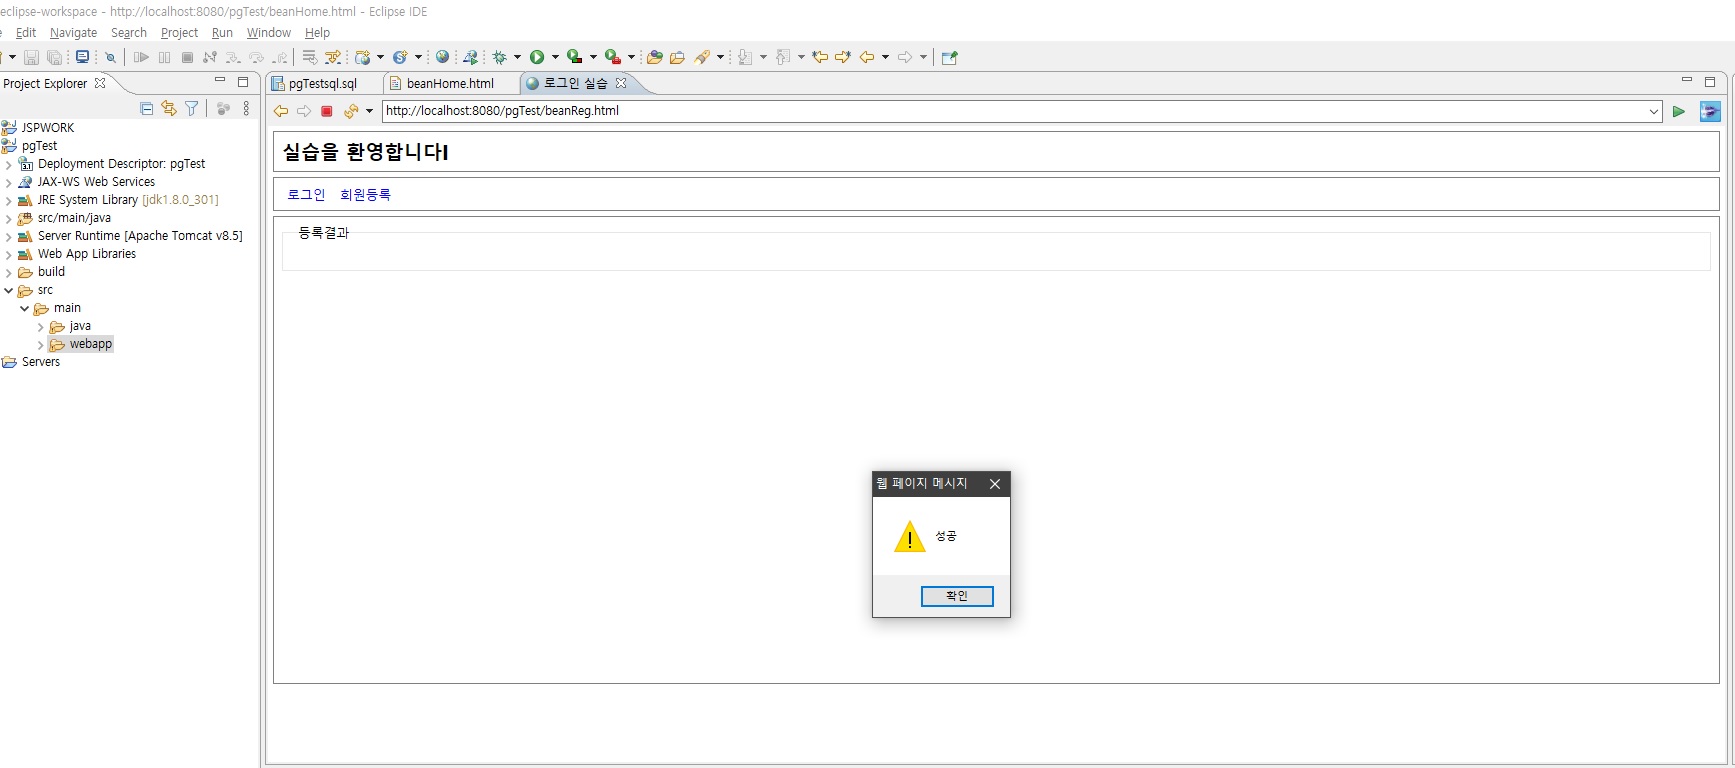 eclipse-workspace - http://localhost:8080/pgTest/beanHome.html - Eclipse IDE
Edit Navigate Search Project Run Window Help
Project Explorer
pgTestsql.sql beanHome.html 로그인 실습
http://localhost:8080/pgTest/beanReg.html
JSPWORK
pgTest
Deployment Descriptor: pgTest
JAX-WS Web Services
JRE System Library [jdk1.8.0_301]
src/main/java
Server Runtime [Apache Tomcat v8.5]
Web App Libraries
build
src
main
java
webapp
Servers
실습을 환영합니다!
로그인 회원등록
등록결과
웹 페이지 메시지
성공
확인